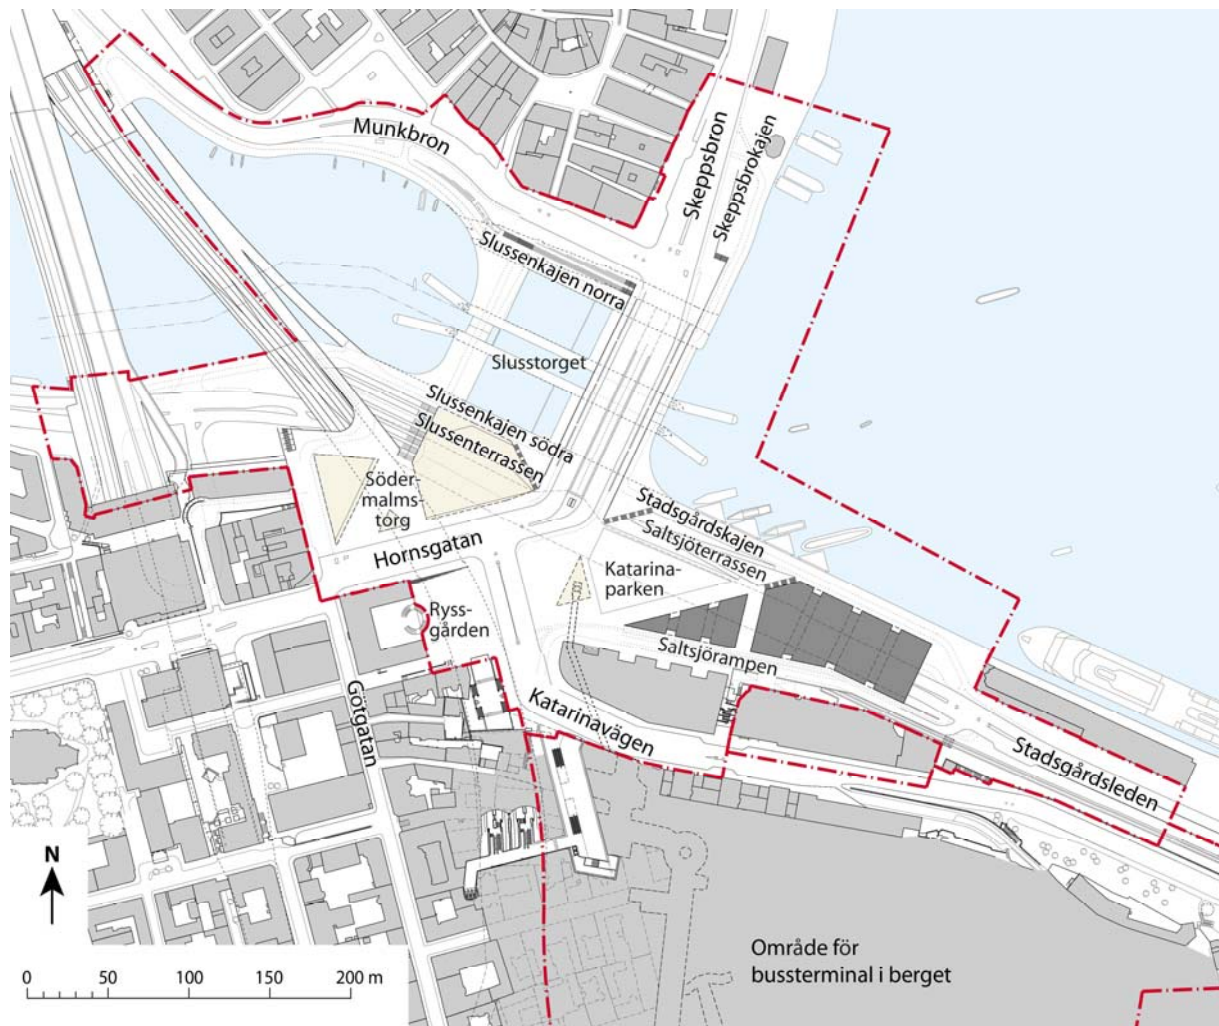 Munkbron
Skeppsbron
Skeppsbrokajen
Slussenkajen norra
Slusstorget
Slussenkajen södra
Slussenterrassen
Söder-
malms-
torg
Hornsgatan
Stadsgårdskajen
Saltsjöterrassen
Katarina-
parken
Ryss-
gården
Saltsjörampen
Götgatan
Katarinavägen
Stadsgårdsleden
N
0 50 100 150 200 m
Område för
bussterminal i berget